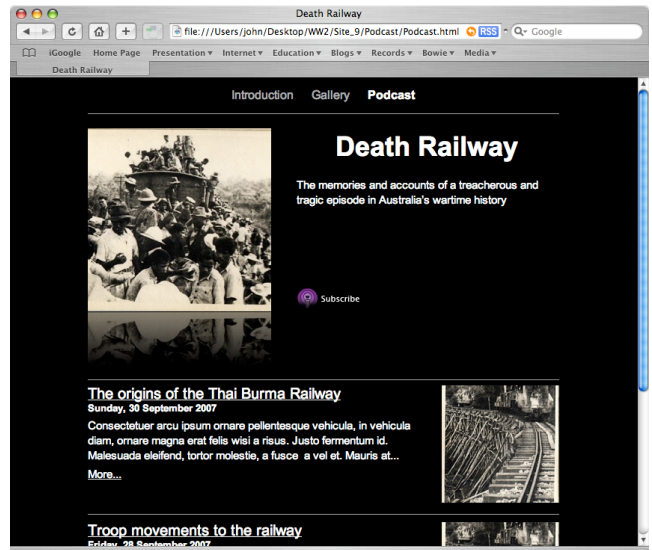 Death Railway
file:///Users/john/Desktop/WW2/Site_9/Podcast/Podcast.html RSS Google
iGoogle Home Page Presentation Internet Education Blogs Records Bowie Media
Death Railway
Introduction Gallery Podcast
Death Railway
The memories and accounts of a treacherous and
tragic episode in Australia's wartime history
Subscribe
The origins of the Thai Burma Railway
Sunday, 30 September 2007
Consectetuer arcu ipsum ornare pellentesque vehicula, in vehicula
diam, ornare magna erat felis wisi a risus. Justo fermentum id.
Malesuada eleifend, tortor molestie, a fusce a vel et. Mauris at...
More...
Troop movements to the railway
Friday, 28 September 2007